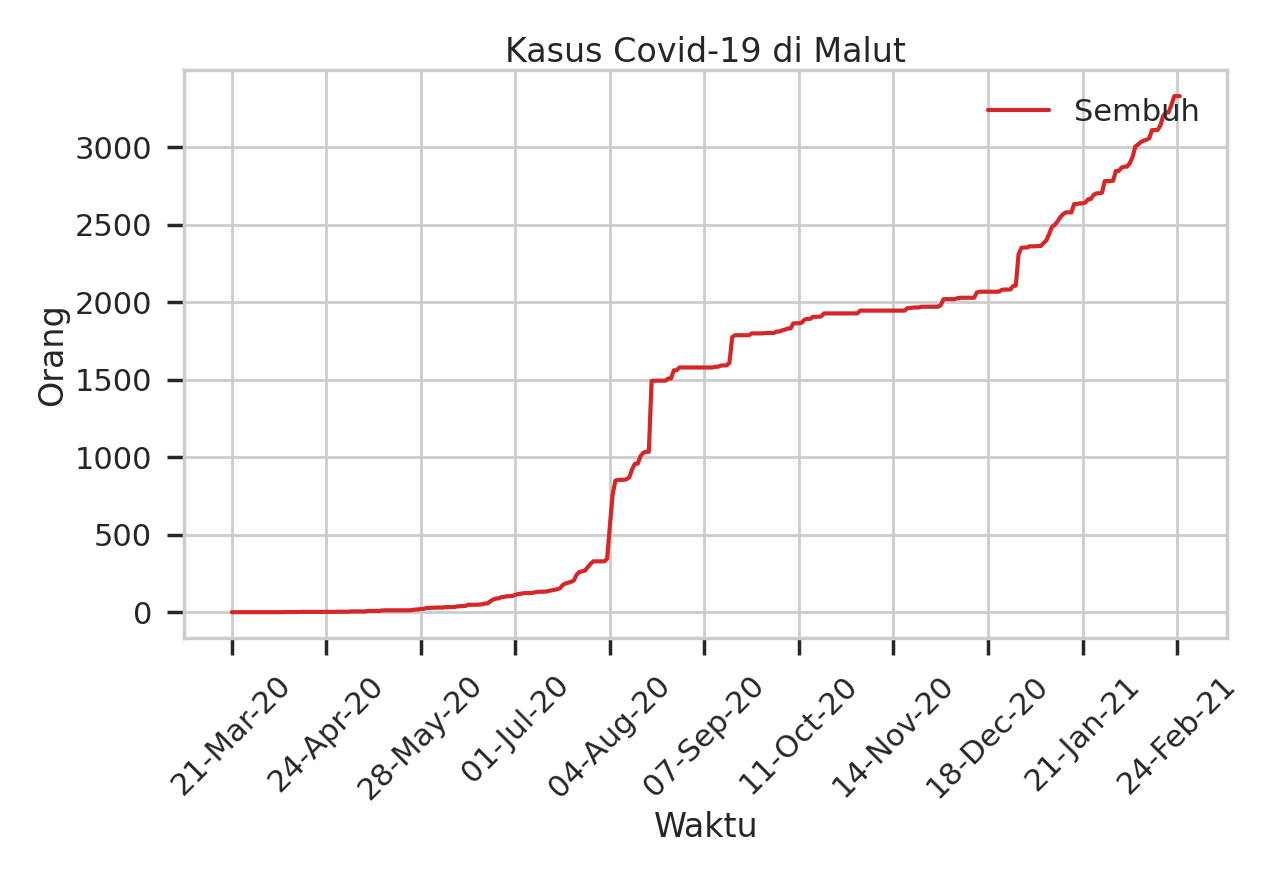 Kasus Covid-19 di Malut
Sembuh
3000
2500
2000
1500
1000
500
0
Orang
21-Mar-20
24-Apr-20
28-May-20
01-Jul-20
04-Aug-20
07-Sep-20
11-Oct-20
14-Nov-20
18-Dec-20
21-Jan-21
24-Feb-21
Waktu